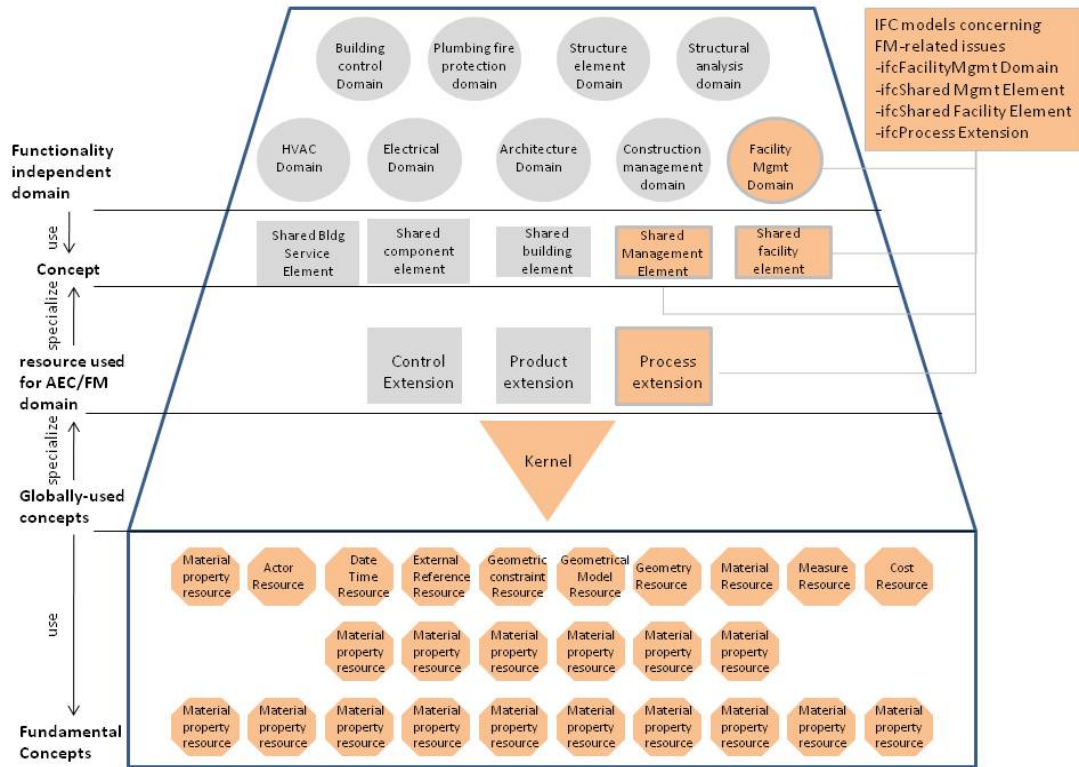 Building
control
Domain
Plumbing fire
protection
domain
Structure
element Domain
Structural
analysis domain
IFC models concerning
FM-related issues
-ifcFacilityMgmt Domain
-ifcShared Mgmt Element
-ifcShared Facility Element
-ifcProcess Extension
Functionality
independent
domain
HVAC
Domain
Electrical
Domain
Architecture
Domain
Construction
management
domain
Facility
Mgmt
Domain
use
Concept
Shared Bldg
Service
Element
Shared
component
element
Shared
building
element
Shared
Management
Element
Shared
facility
element
specialize
resource used
for AEC/FM
domain
Control
Extension
Product
extension
Process
extension
specialize
Kernel
Globally-used
concepts
use
Material
property
resource
Actor
Resource
Date
Time
Resource
External
Reference
Resource
Geometric
constraint
Resource
Geometrical
Model
Resource
Geometry
Resource
Material
Resource
Measure
Resource
Cost
Resource
Material
property
resource
Material
property
resource
Material
property
resource
Material
property
resource
Material
property
resource
Material
property
resource
Fundamental
Concepts
Material
property
resource
Material
property
resource
Material
property
resource
Material
property
resource
Material
property
resource
Material
property
resource
Material
property
resource
Material
property
resource
Material
property
resource
Material
property
resource